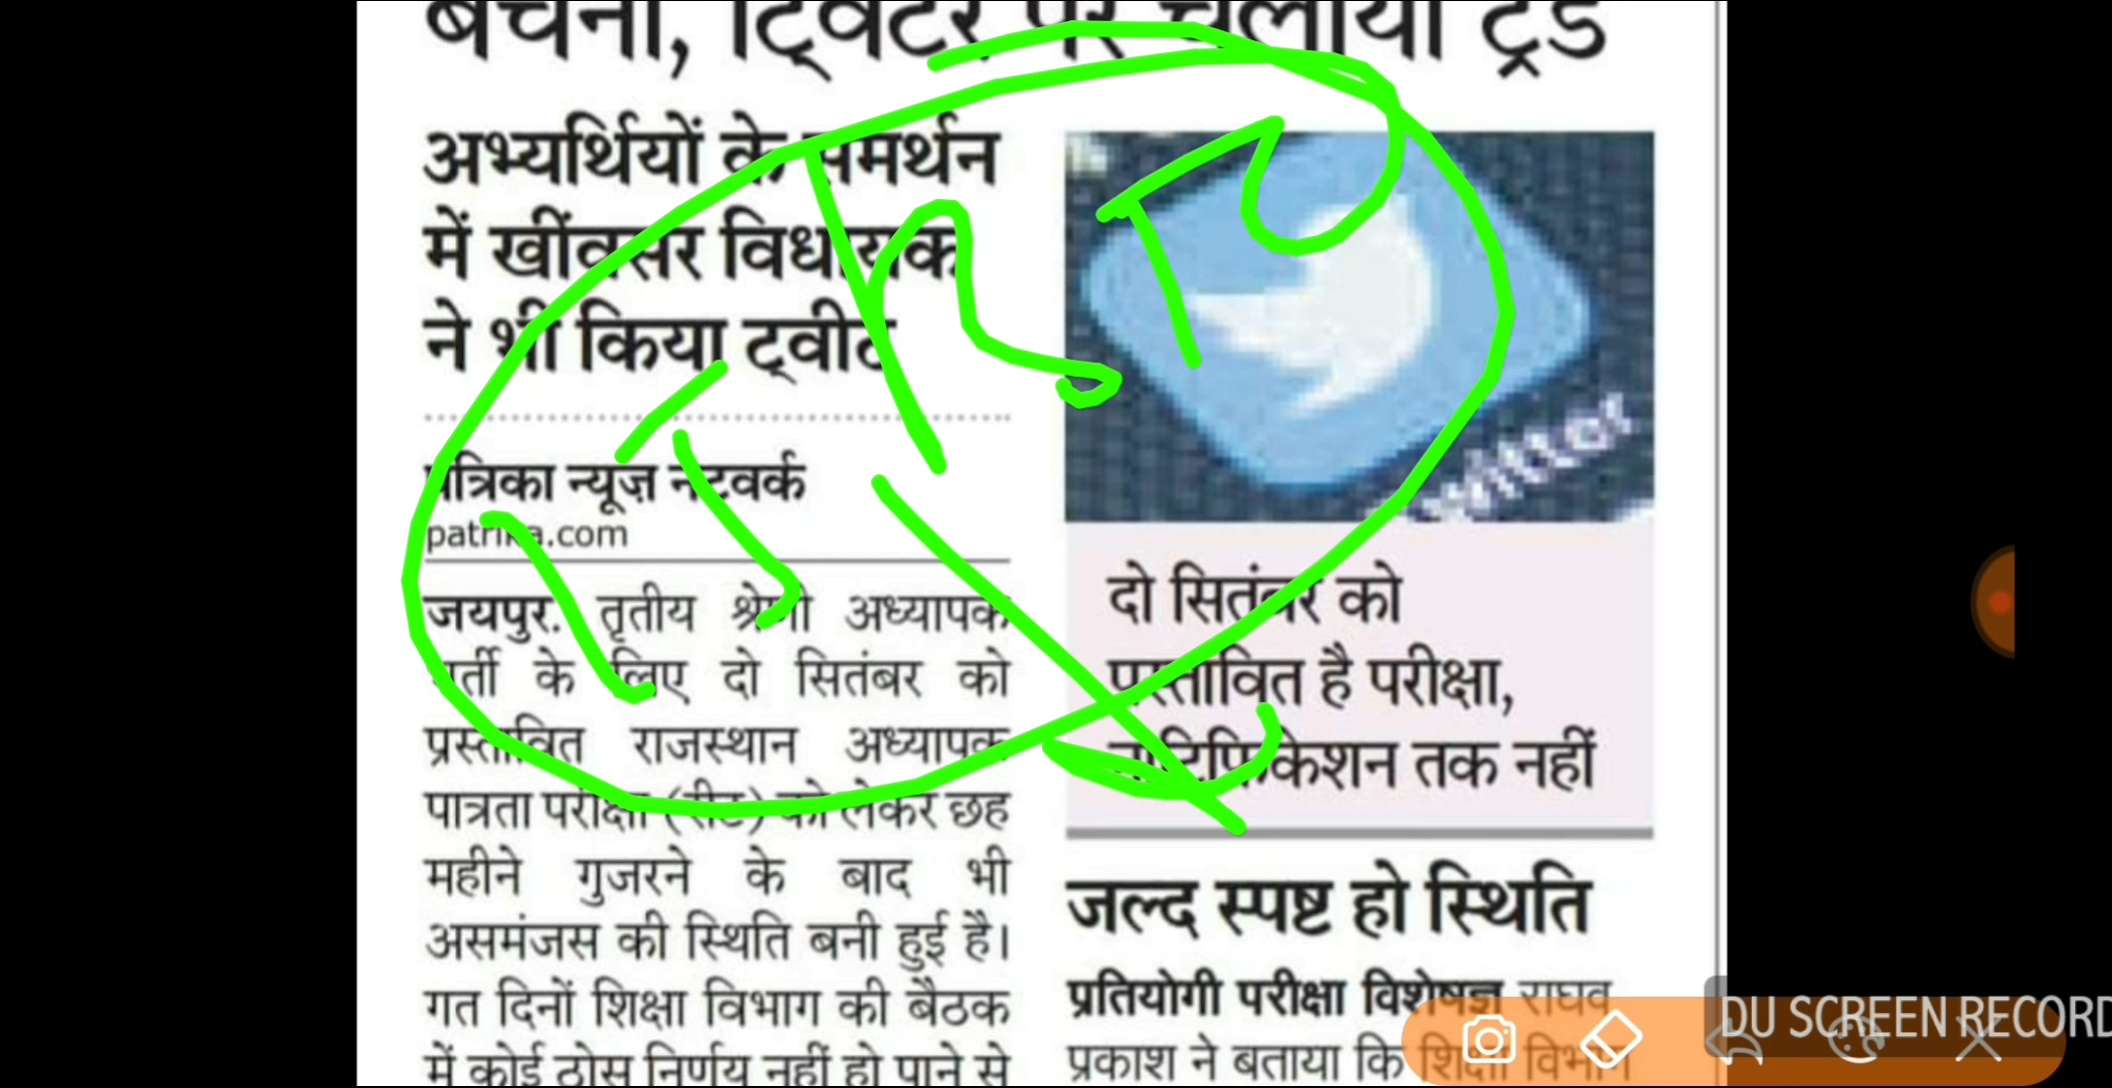 बेचैनी, ट्विटर पर चलाया ट्रेंड
अभ्यर्थियों के समर्थन
में खींवसर विधायक
ने भी किया ट्वीट
पत्रिका न्यूज़ नेटवर्क
patrika.com
जयपुर. तृतीय श्रेणी अध्यापक
भर्ती के लिए दो सितंबर को
प्रस्तावित राजस्थान अध्यापक
पात्रता परीक्षा (रीट) को लेकर छह
महीने गुजरने के बाद भी
असमंजस की स्थिति बनी हुई है।
गत दिनों शिक्षा विभाग की बैठक
में कोई ठोस निर्णय नहीं हो पाने से
twitter
दो सितंबर को
प्रस्तावित है परीक्षा,
नोटिफिकेशन तक नहीं
जल्द स्पष्ट हो स्थिति
प्रतियोगी परीक्षा विशेषज्ञ राघव
प्रकाश ने बताया कि शिक्षा विभाग
DU SCREEN RECORD